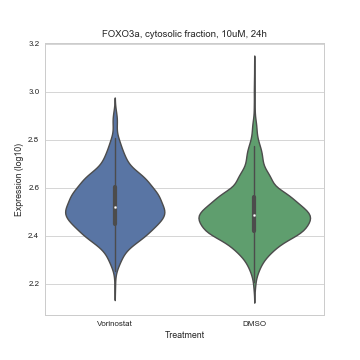 FOXO3a, cytosolic fraction, 10uM, 24h
3.2
3.0
2.8
2.6
2.4
2.2
Expression (log10)
Vorinostat
DMSO
Treatment